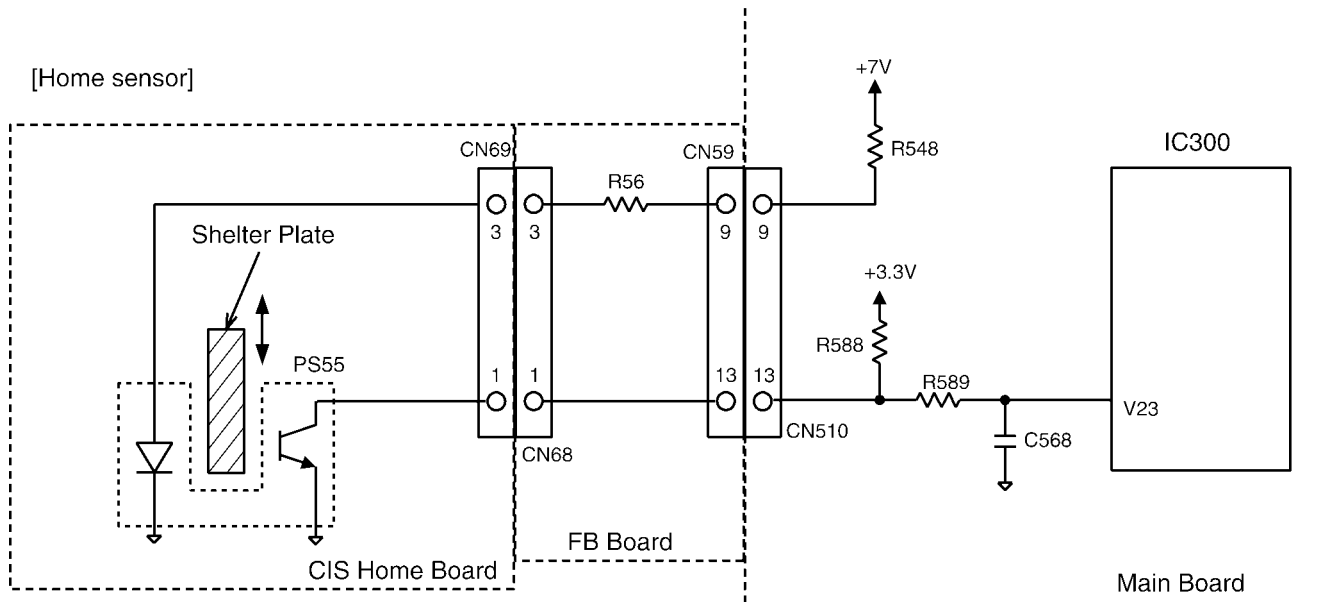 [Home sensor]
+7V
R548
IC300
CN69
CN59
R56
3
3
9
9
Shelter Plate
+3.3V
R588
PS55
1
1
13
13
R589
V23
CN510
C568
CN68
FB Board
CIS Home Board
Main Board